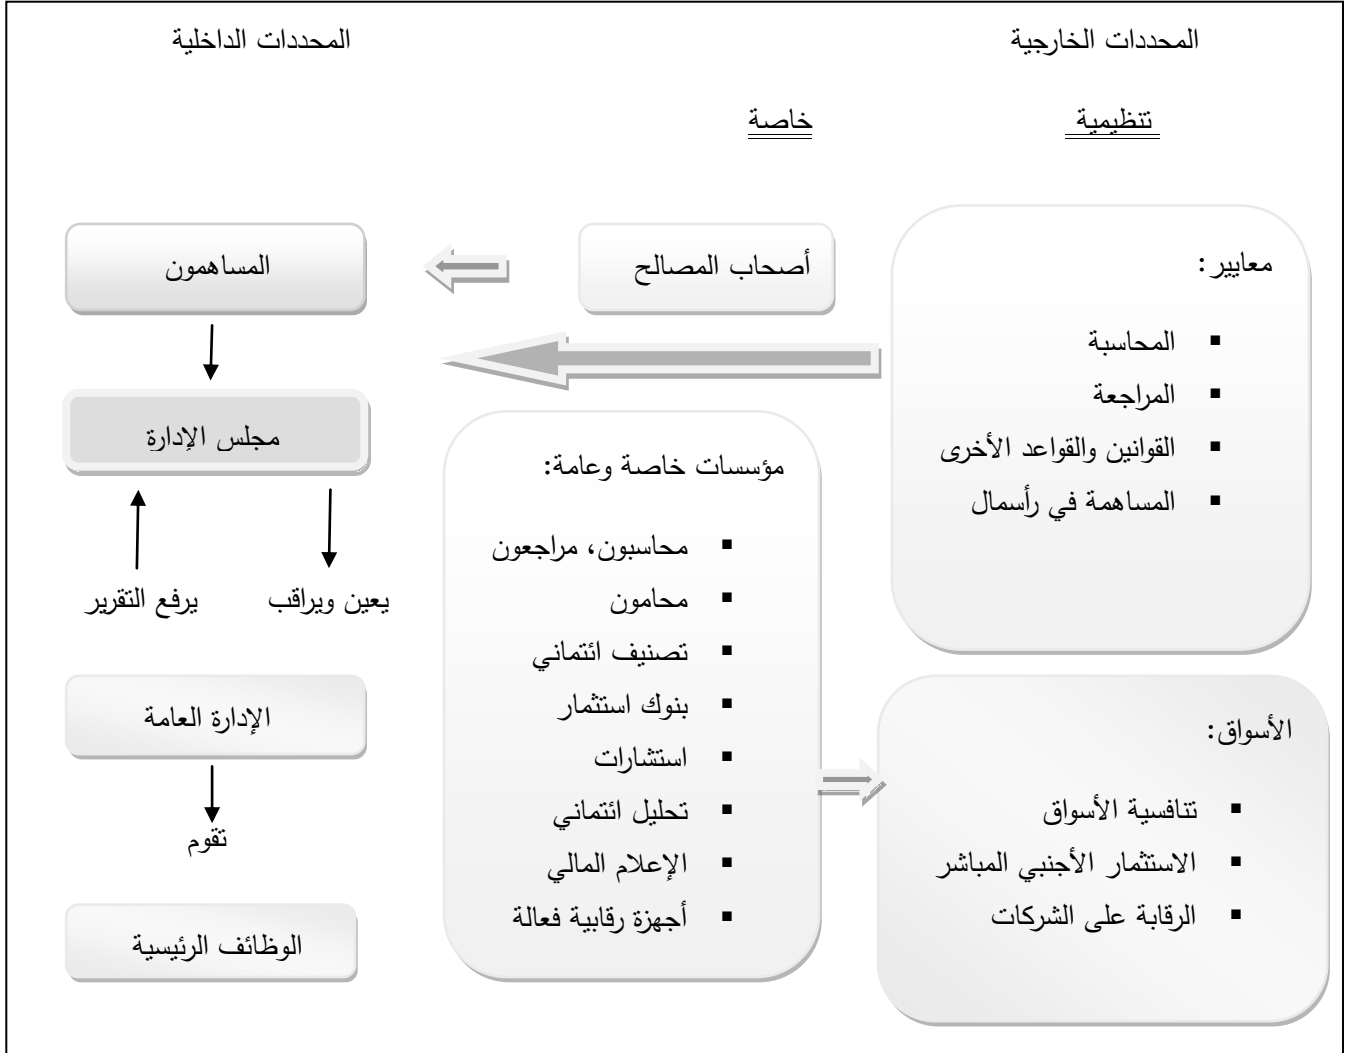 المحددات الخارجية
المحددات الداخلية
تنظيمية
خاصة
معايير:
▪ المحاسبة
▪ المراجعة
▪ القوانين والقواعد الأخرى
▪ المساهمة في رأسمال
الأسواق:
▪ تنافسية الأسواق
▪ الاستثمار الأجنبي المباشر
▪ الرقابة على الشركات
أصحاب المصالح
مؤسسات خاصة وعامة:
▪ محاسبون، مراجعون
▪ محامون
▪ تصنيف ائتماني
▪ بنوك استثمار
▪ استشارات
▪ تحليل ائتماني
▪ الإعلام المالي
▪ أجهزة رقابية فعالة
المساهمون
مجلس الإدارة
يعين ويراقب
يرفع التقرير
الإدارة العامة
تقوم
الوظائف الرئيسية